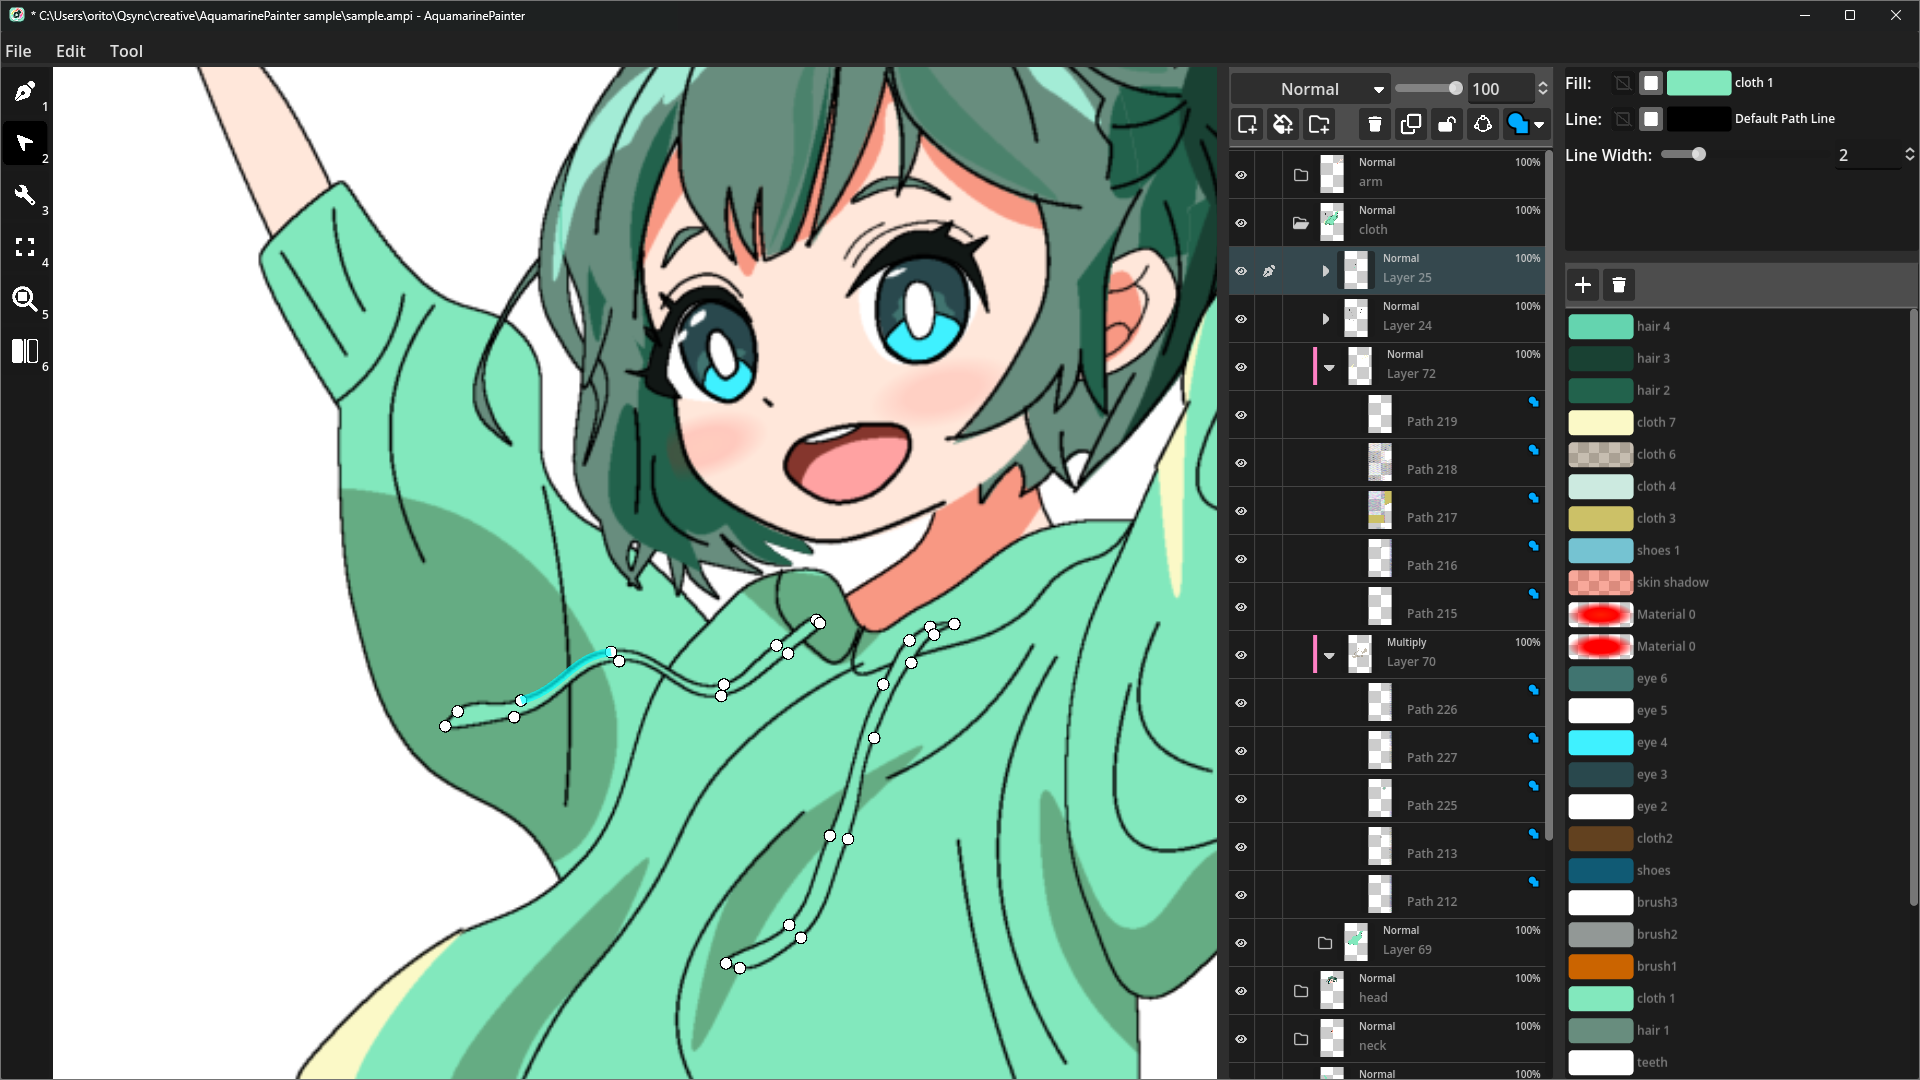 * C:\Users\orito\Qsync\creative\AquamarinePainter sample\sample.ampi - AquamarinePainter
File Edit Tool
1
2
3
4
5
6
Normal 100
Normal 100%
arm
Normal 100%
cloth
Normal 100%
Layer 25
Normal 100%
Layer 24
Normal 100%
Layer 72
Path 219
Path 218
Path 217
Path 216
Path 215
Multiply 100%
Layer 70
Path 226
Path 227
Path 225
Path 213
Path 212
Normal 100%
Layer 69
Normal 100%
head
Normal 100%
neck
Normal 100%
Fill: cloth 1
Line: Default Path Line
Line Width: 2
hair 4
hair 3
hair 2
cloth 7
cloth 6
cloth 4
cloth 3
shoes 1
skin shadow
Material 0
Material 0
eye 6
eye 5
eye 4
eye 3
eye 2
cloth2
shoes
brush3
brush2
brush1
cloth 1
hair 1
teeth